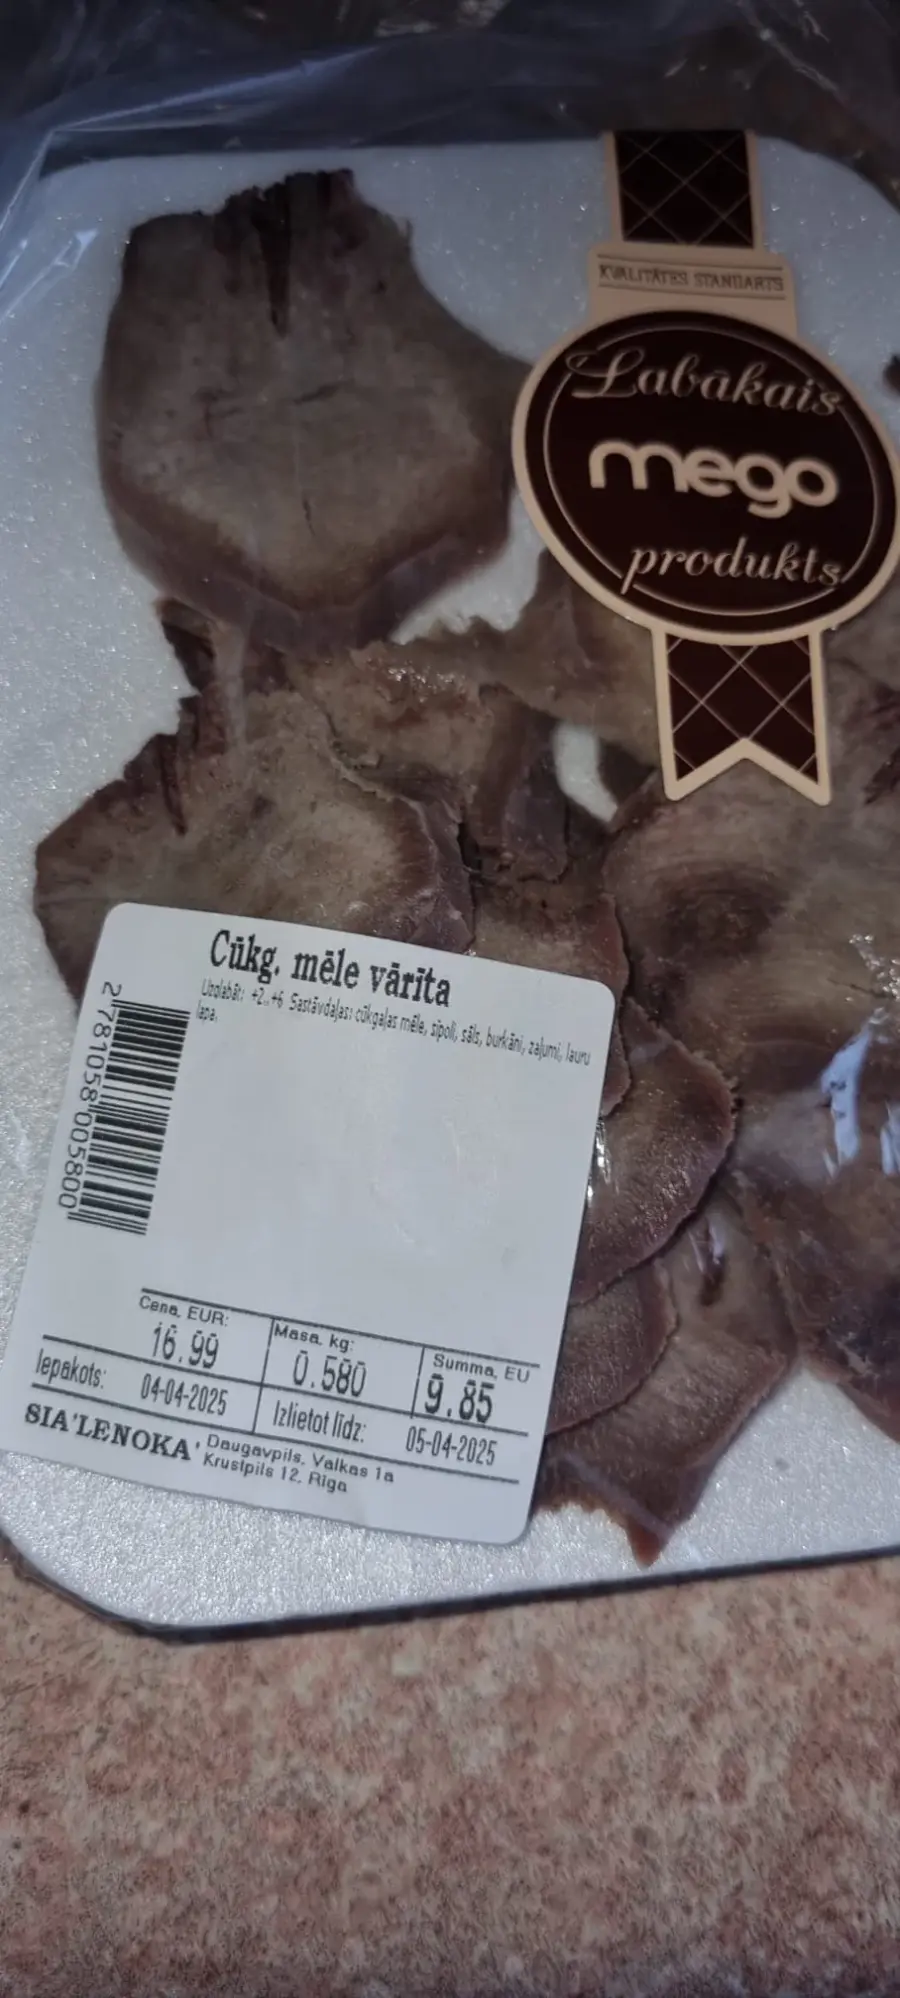 KVALITĀTES STANDARTS
Labākais
mego
produkts
Cūkg. mēle vārīta
Uzglabāt: +2..+6 Sastāvdaļas: cūkgaļas mēle, sīpoli, sāls, burkāni, zaļumi, lauru
lapa.
2781058005800
Cena, EUR:
16.99
Masa, kg:
0.580
Summa, EU
9.85
Iepakots:
04-04-2025
Izlietot līdz:
05-04-2025
SIA'LENOKA'
Daugavpils, Valkas 1a
Krustpils 12, Rīga